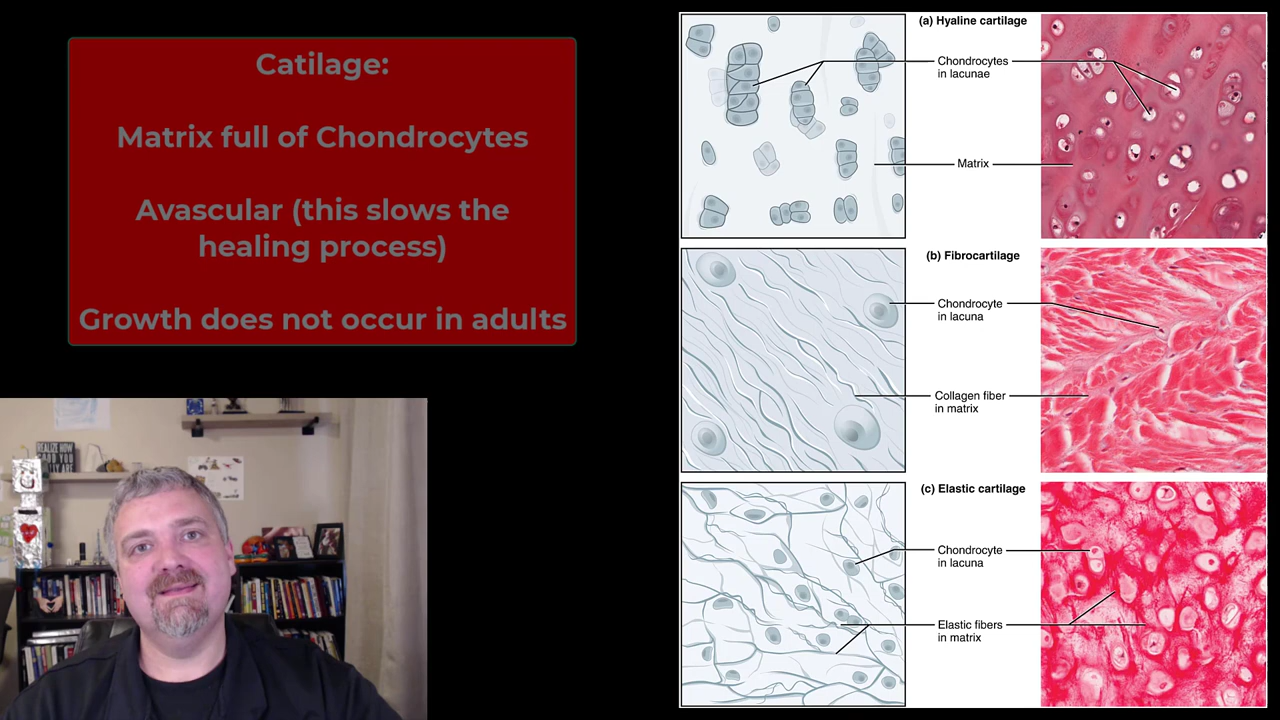 Catilage:
Matrix full of Chondrocytes
Avascular (this slows the
healing process)
Growth does not occur in adults
(a) Hyaline cartilage
Chondrocytes
in lacunae
Matrix
(b) Fibrocartilage
Chondrocyte
in lacuna
Collagen fiber
in matrix
(c) Elastic cartilage
Chondrocyte
in lacuna
Elastic fibers
in matrix
REALIZE HOW